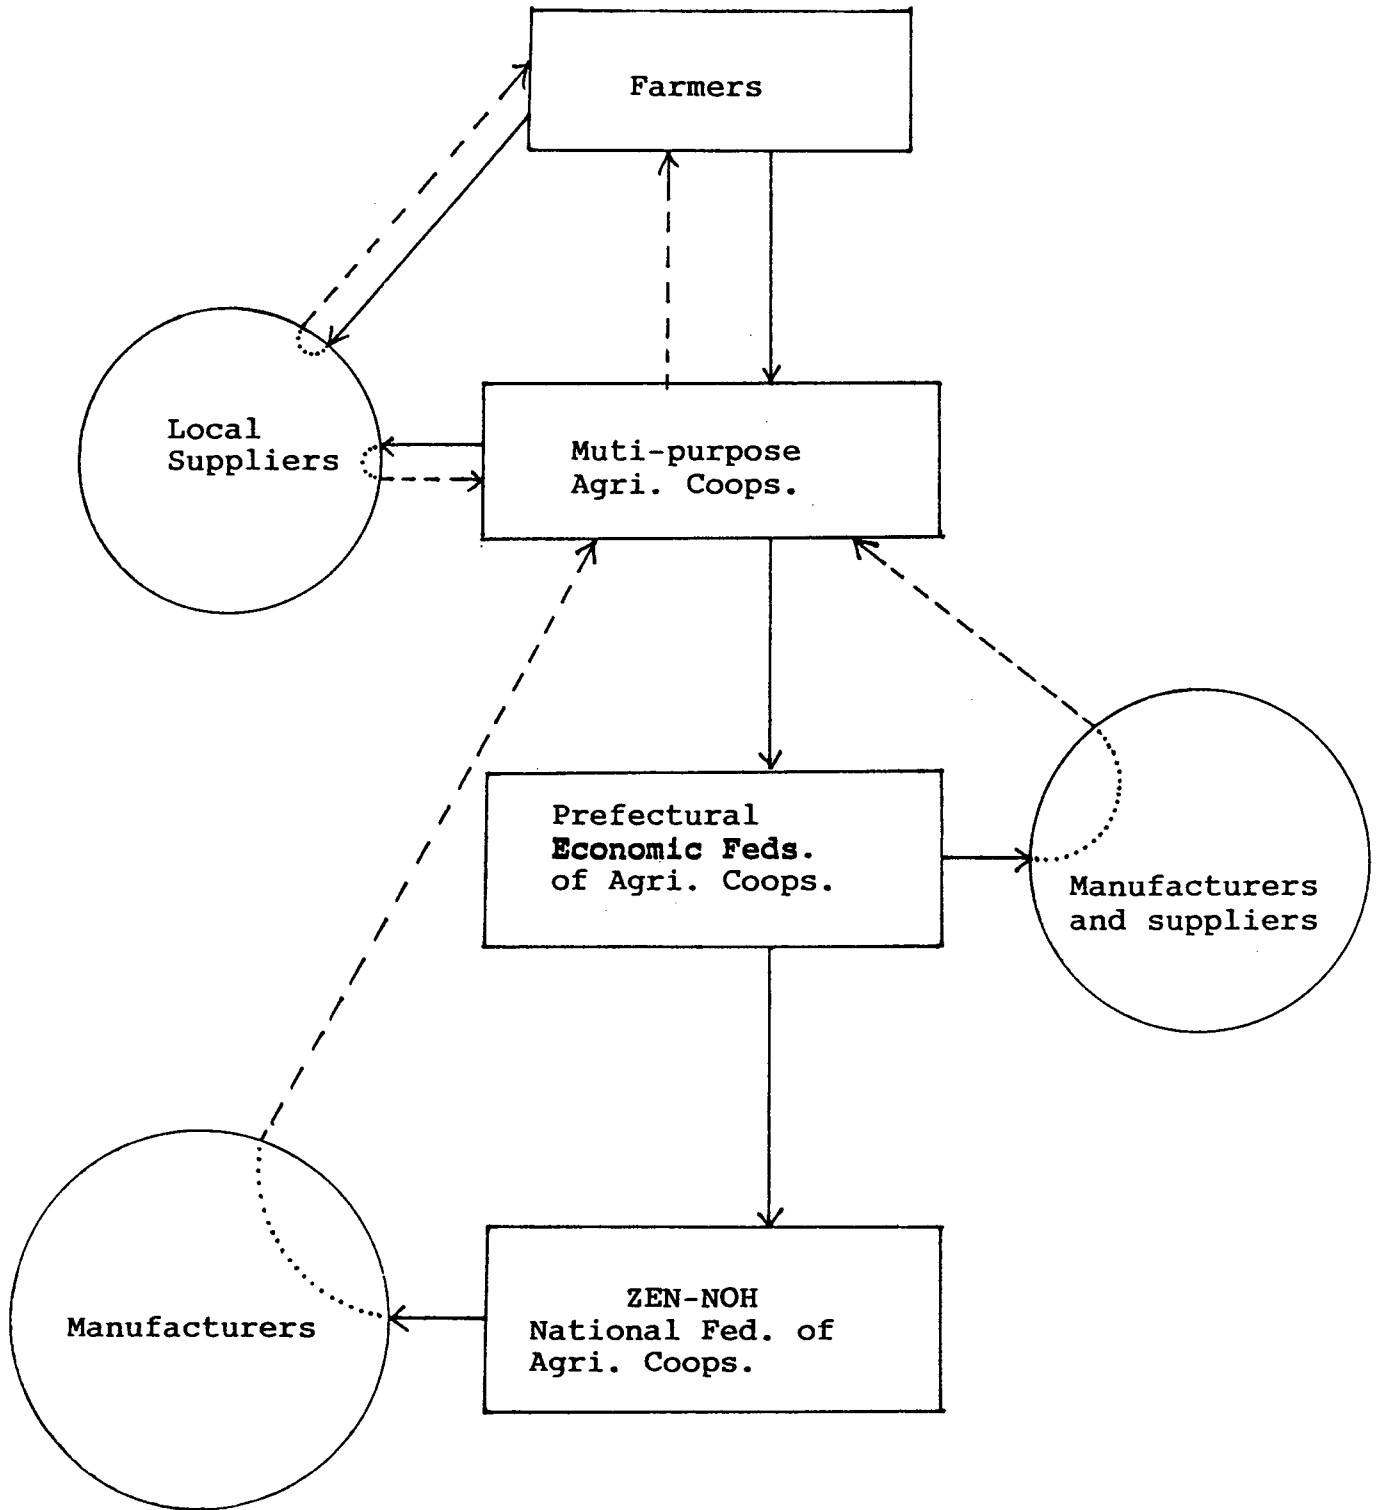 Farmers
Local
Suppliers
Muti-purpose
Agri. Coops.
Prefectural
Economic Feds.
of Agri. Coops.
Manufacturers
and suppliers
ZEN-NOH
National Fed. of
Agri. Coops.
Manufacturers